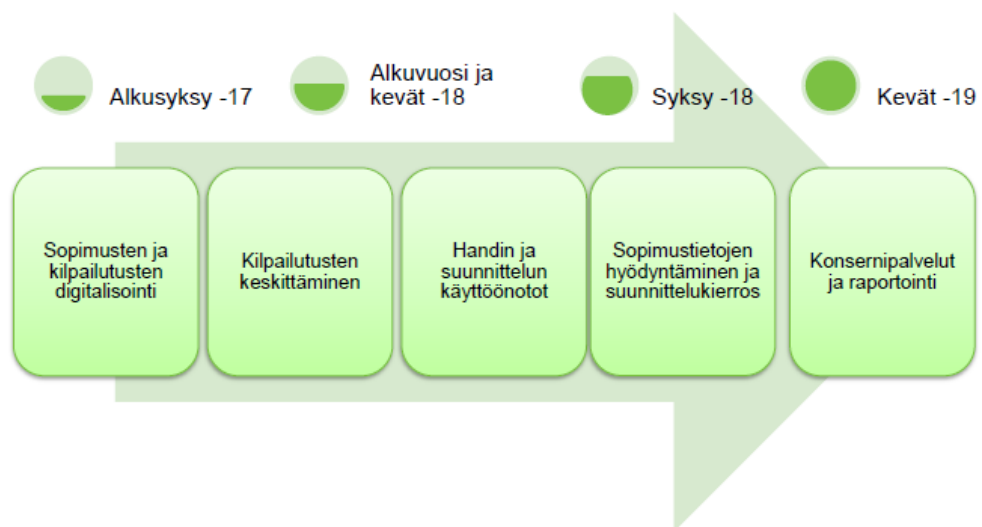 Alkusyksy -17
Alkuvuosi ja
kevät -18
Syksy -18
Kevät -19
Sopimusten ja
kilpailutusten
digitalisointi
Kilpailutusten
keskittäminen
Handin ja
suunnittelun
käyttöönotot
Sopimustietojen
hyödyntäminen ja
suunnittelukierros
Konsernipalvelut
ja raportointi